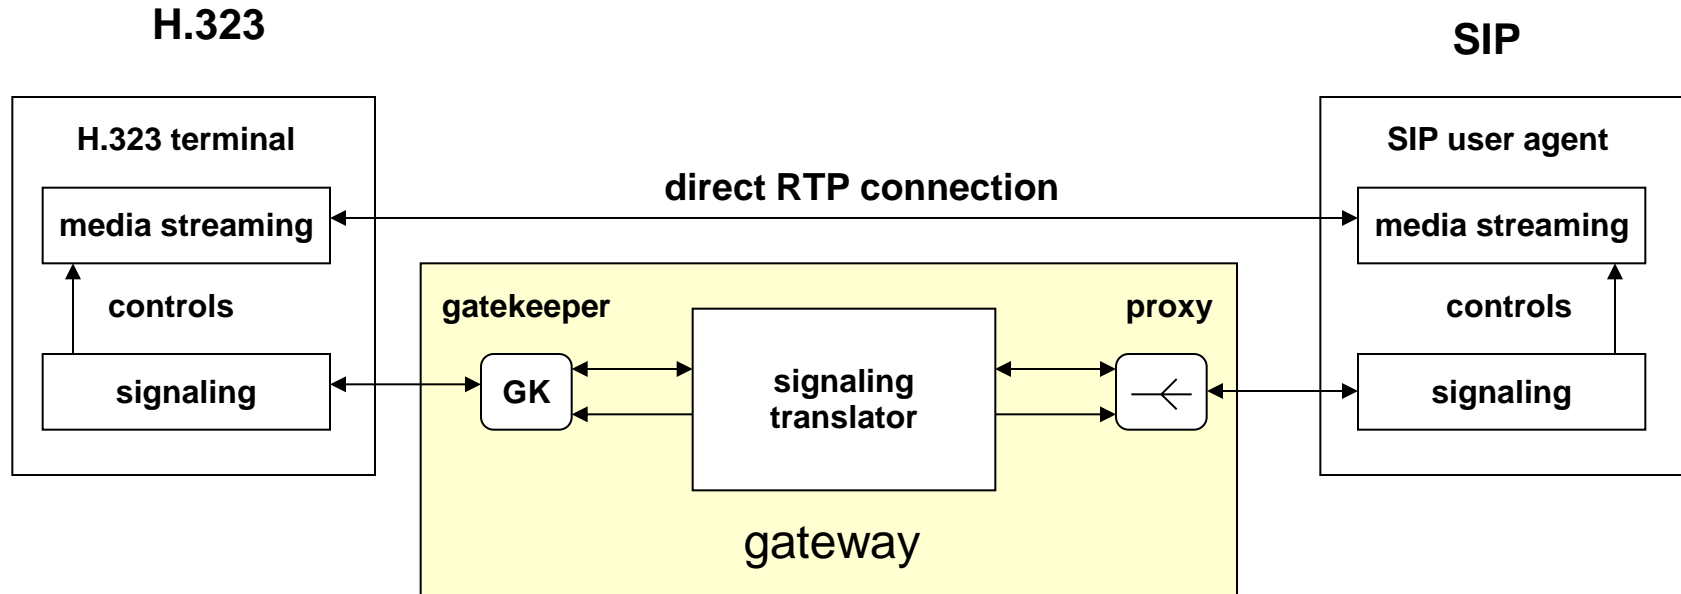 H.323
SIP
H.323 terminal
SIP user agent
direct RTP connection
media streaming
media streaming
controls
gatekeeper
proxy
controls
signaling
GK
signaling
translator
signaling
gateway